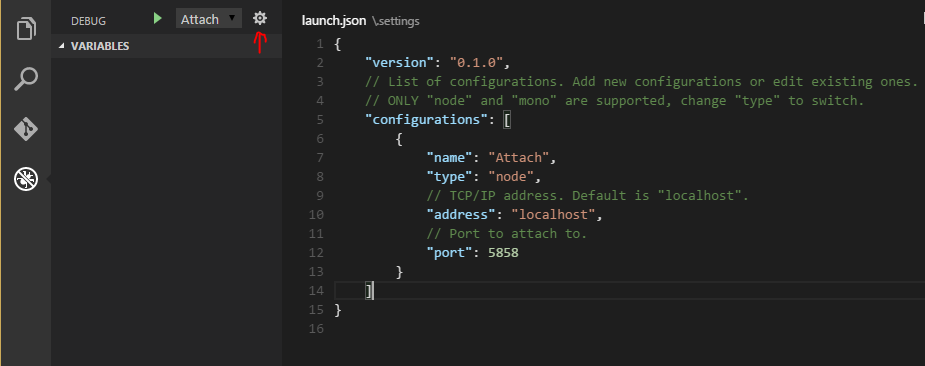 DEBUG
Attach
VARIABLES
launch.json \settings
1 {
2 "version": "0.1.0",
3 // List of configurations. Add new configurations or edit existing ones.
4 // ONLY "node" and "mono" are supported, change "type" to switch.
5 "configurations": [
6 {
7 "name": "Attach",
8 "type": "node",
9 // TCP/IP address. Default is "localhost".
10 "address": "localhost",
11 // Port to attach to.
12 "port": 5858
13 }
14 ]
15 }
16